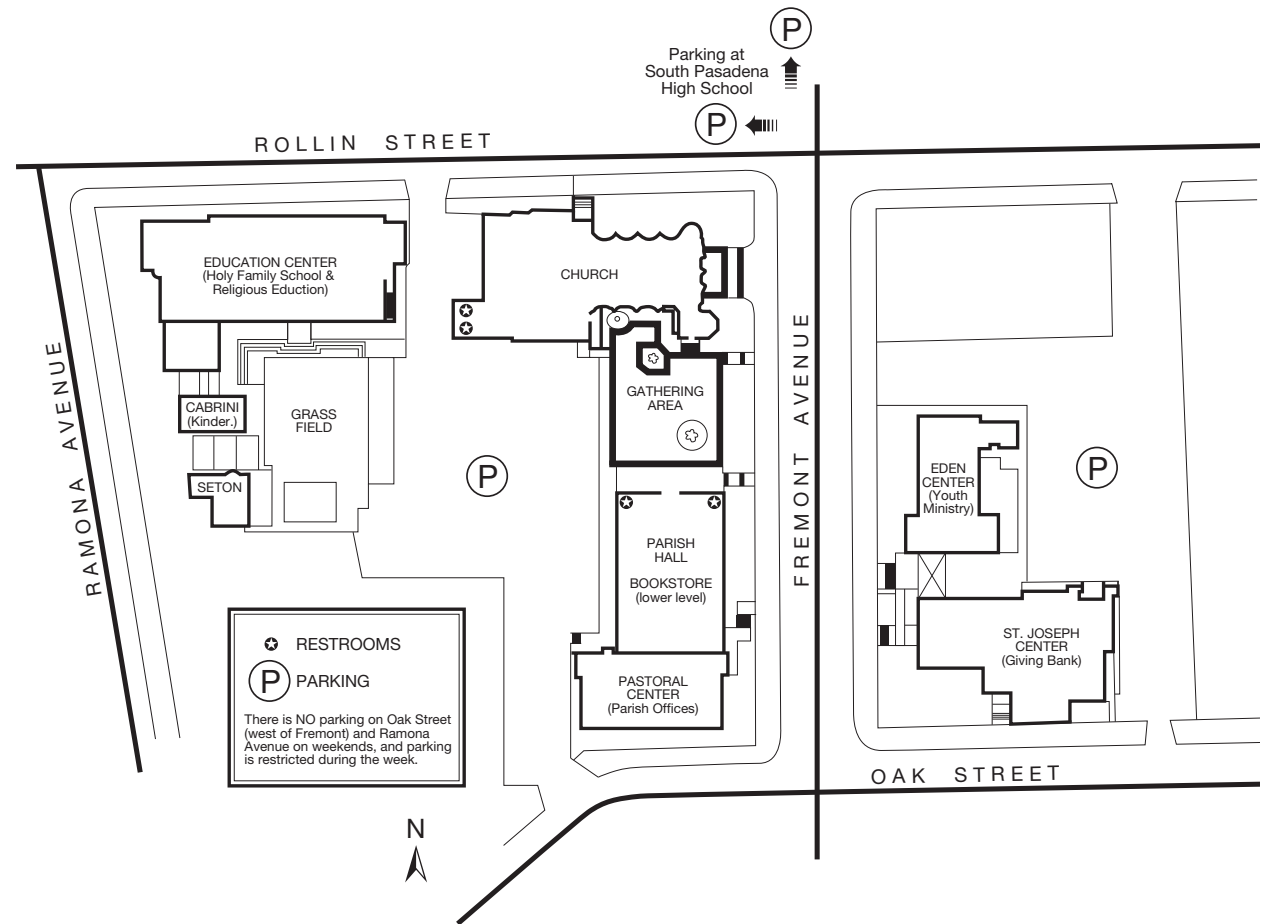 P
Parking at
South Pasadena
High School
P
ROLLIN STREET
EDUCATION CENTER
(Holy Family School &
Religious Eduction)
CHURCH
RAMONA AVENUE
FREMONT AVENUE
CABRINI
(Kinder.)
GRASS
FIELD
GATHERING
AREA
SETON
P
EDEN
CENTER
(Youth
Ministry)
P
PARISH
HALL
BOOKSTORE
(lower level)
ST. JOSEPH
CENTER
(Giving Bank)
PASTORAL
CENTER
(Parish Offices)
RESTROOMS
P PARKING
There is NO parking on Oak Street
(west of Fremont) and Ramona
Avenue on weekends, and parking
is restricted during the week.
OAK STREET
N